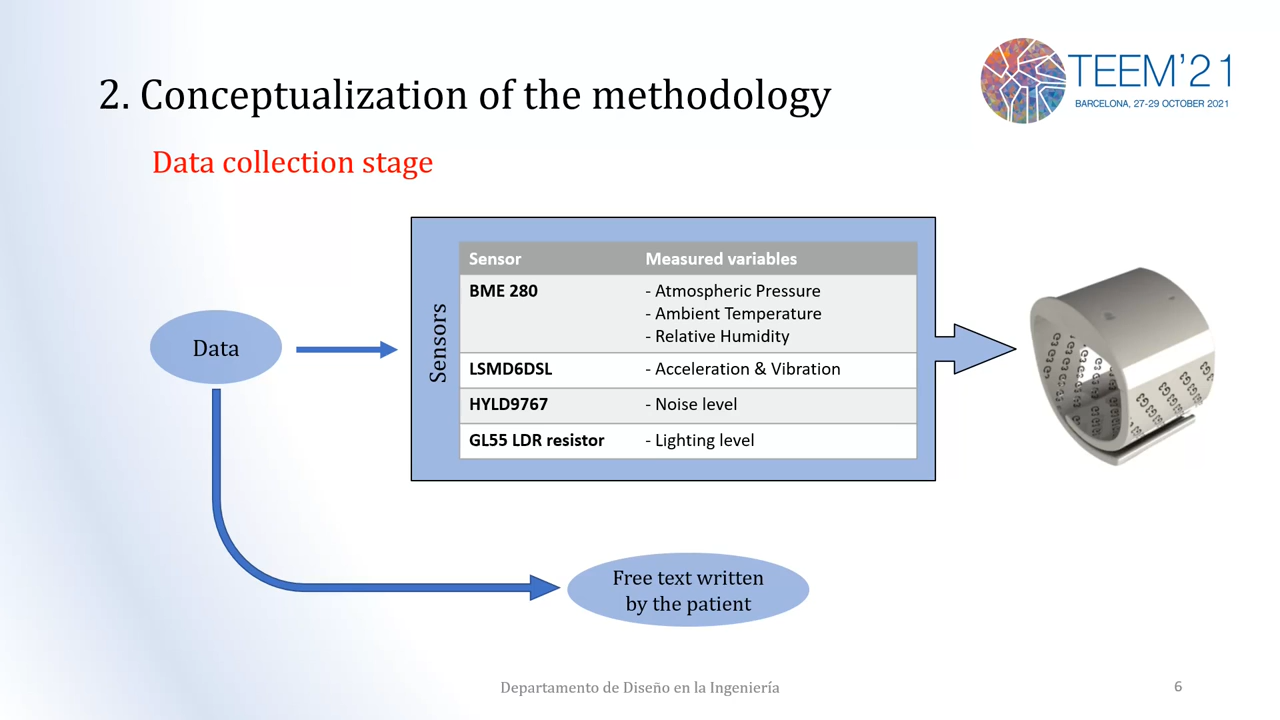 2. Conceptualization of the methodology
TEEM’21
BARCELONA, 27-29 OCTOBER 2021
Data collection stage
Data
Sensors
Sensor Measured variables
BME 280 - Atmospheric Pressure
- Ambient Temperature
- Relative Humidity
LSMD6DSL - Acceleration & Vibration
HYLD9767 - Noise level
GL55 LDR resistor - Lighting level
Free text written
by the patient
Departamento de Diseño en la Ingeniería
6